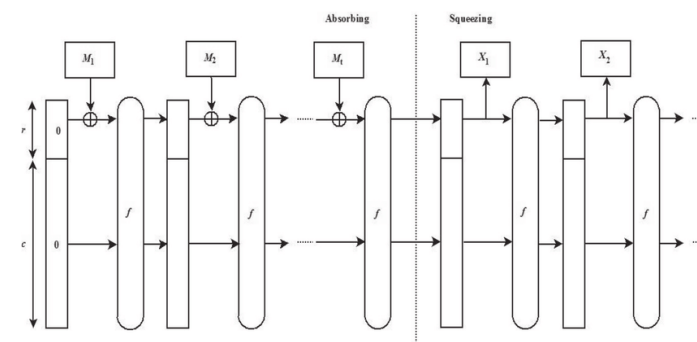 Absorbing
Squeezing
M1
M2
Mt
X1
X2
r
0
......
..
f
f
f
f
f
c
0
......
..